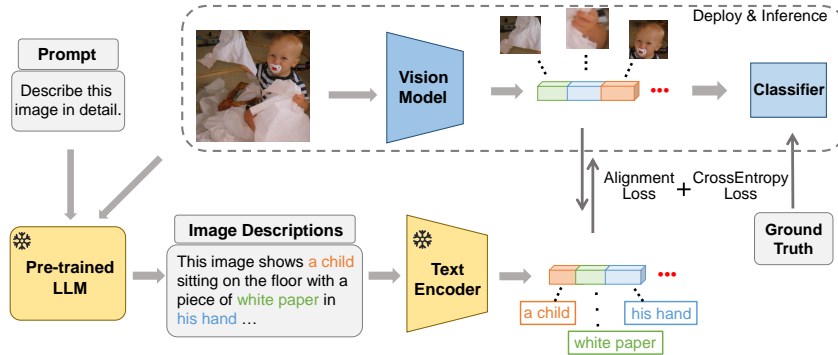 Deploy & Inference
Prompt
Describe this
image in detail.
Vision
Model
Classifier
Alignment
Loss
+
CrossEntropy
Loss
Ground
Truth
Pre-trained
LLM
Image Descriptions
This image shows a child
sitting on the floor with a
piece of white paper in
his hand …
Text
Encoder
a child
his hand
white paper